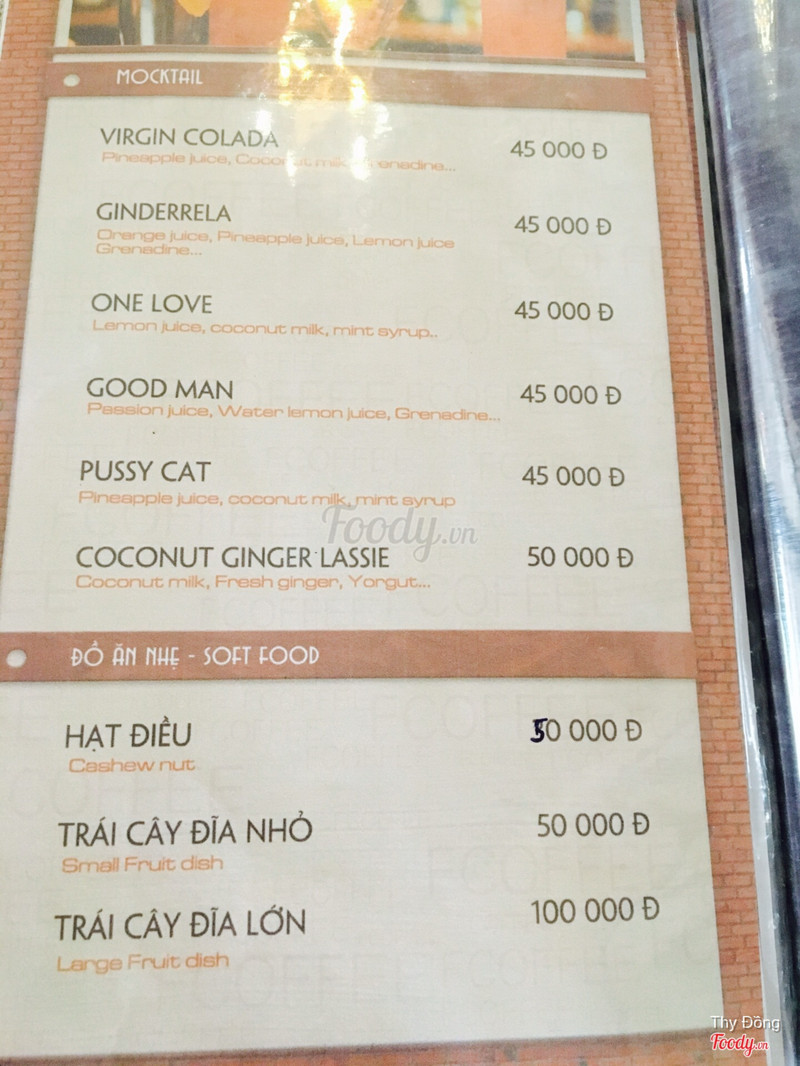 MOCKTAIL
VIRGIN COLADA 45 000 Đ
Pineapple juice, Coconut milk, Grenadine...
GINDERRELA 45 000 Đ
Orange juice, Pineapple juice, Lemon juice
Grenadine...
ONE LOVE 45 000 Đ
Lemon juice, coconut milk, mint syrup..
GOOD MAN 45 000 Đ
Passion juice, Water lemon juice, Grenadine...
PUSSY CAT 45 000 Đ
Pineapple juice, coconut milk, mint syrup
Foody.vn
COCONUT GINGER LASSIE 50 000 Đ
Coconut milk, Fresh ginger, Yorgut...
ĐỒ ĂN NHẸ - SOFT FOOD
HẠT ĐIỀU 50 000 Đ
Cashew nut
TRÁI CÂY ĐĨA NHỎ 50 000 Đ
Small Fruit dish
TRÁI CÂY ĐĨA LỚN 100 000 Đ
Large Fruit dish
Thy Đồng
Foody.vn